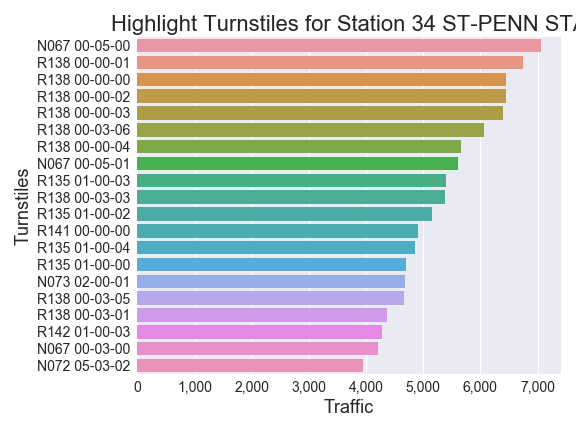 Highlight Turnstiles for Station 34 ST-PENN STA
Turnstiles
N067 00-05-00
R138 00-00-01
R138 00-00-00
R138 00-00-02
R138 00-00-03
R138 00-03-06
R138 00-00-04
N067 00-05-01
R135 01-00-03
R138 00-03-03
R135 01-00-02
R141 00-00-00
R135 01-00-04
R135 01-00-00
N073 02-00-01
R138 00-03-05
R138 00-03-01
R142 01-00-03
N067 00-03-00
N072 05-03-02
0 1,000 2,000 3,000 4,000 5,000 6,000 7,000
Traffic